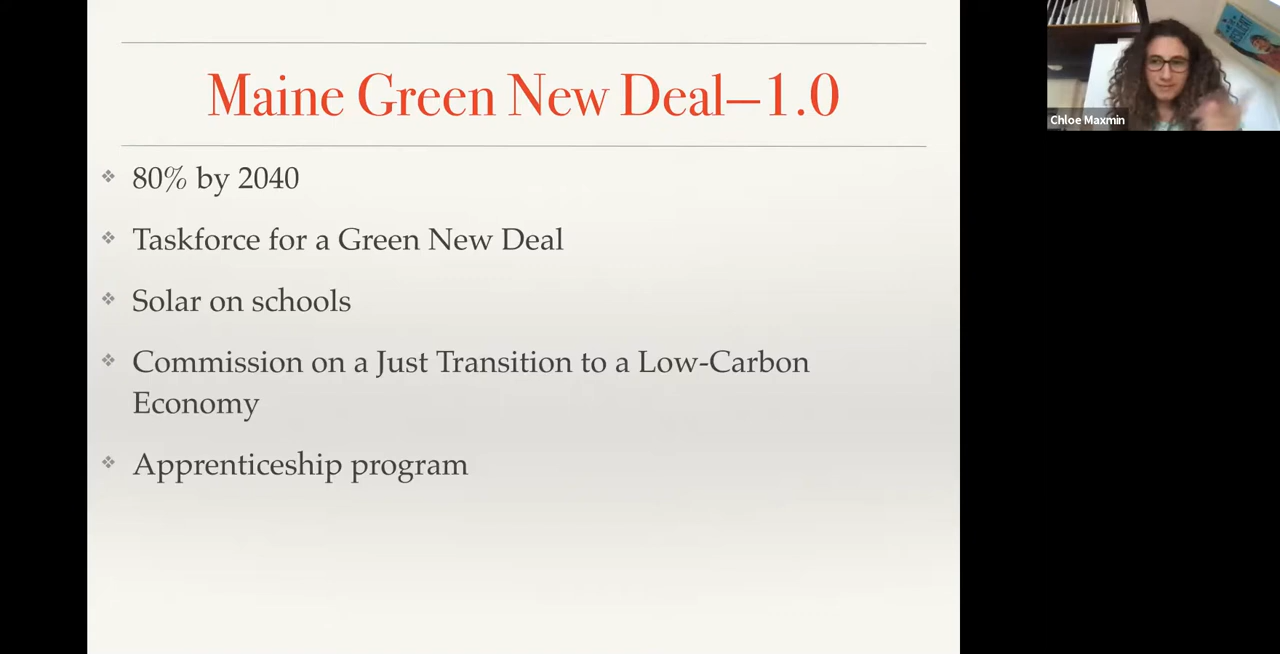 Maine Green New Deal—1.0
80% by 2040
Taskforce for a Green New Deal
Solar on schools
Commission on a Just Transition to a Low-Carbon
Economy
Apprenticeship program
Chloe Maxmin